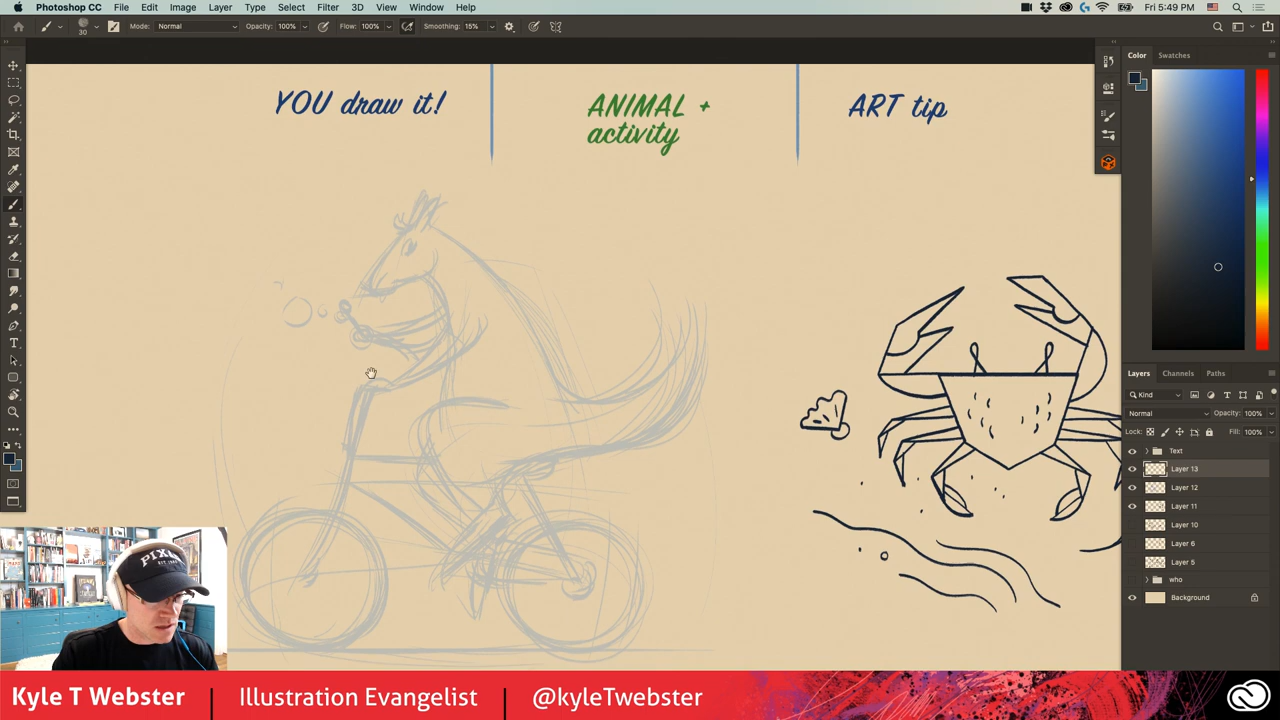 Photoshop CC File Edit Image Layer Type Select Filter 3D View Window Help Fri 5:49 PM
30 Mode: Normal Opacity: 100% Flow: 100% Smoothing: 15%
Color Swatches
YOU draw it!
ANIMAL +
activity
ART tip
Layers Channels Paths
Kind
Normal Opacity: 100%
Lock: Fill: 100%
Text
Layer 13
Layer 12
Layer 11
Layer 10
Layer 6
Layer 5
who
Background
PIXAR
Kyle T Webster | Illustration Evangelist | @kyleTwebster